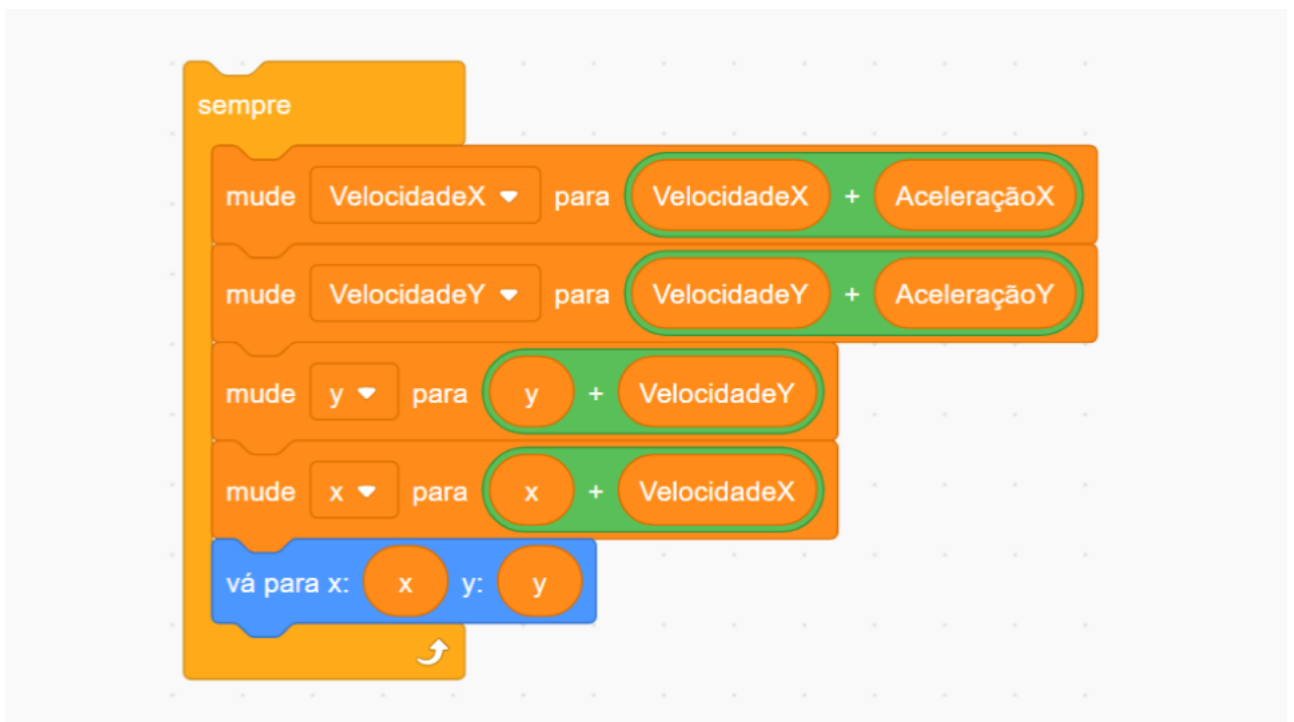 sempre
mude VelocidadeX para VelocidadeX + AceleraçãoX
mude VelocidadeY para VelocidadeY + AceleraçãoY
mude y para y + VelocidadeY
mude x para x + VelocidadeX
vá para x: x y: y